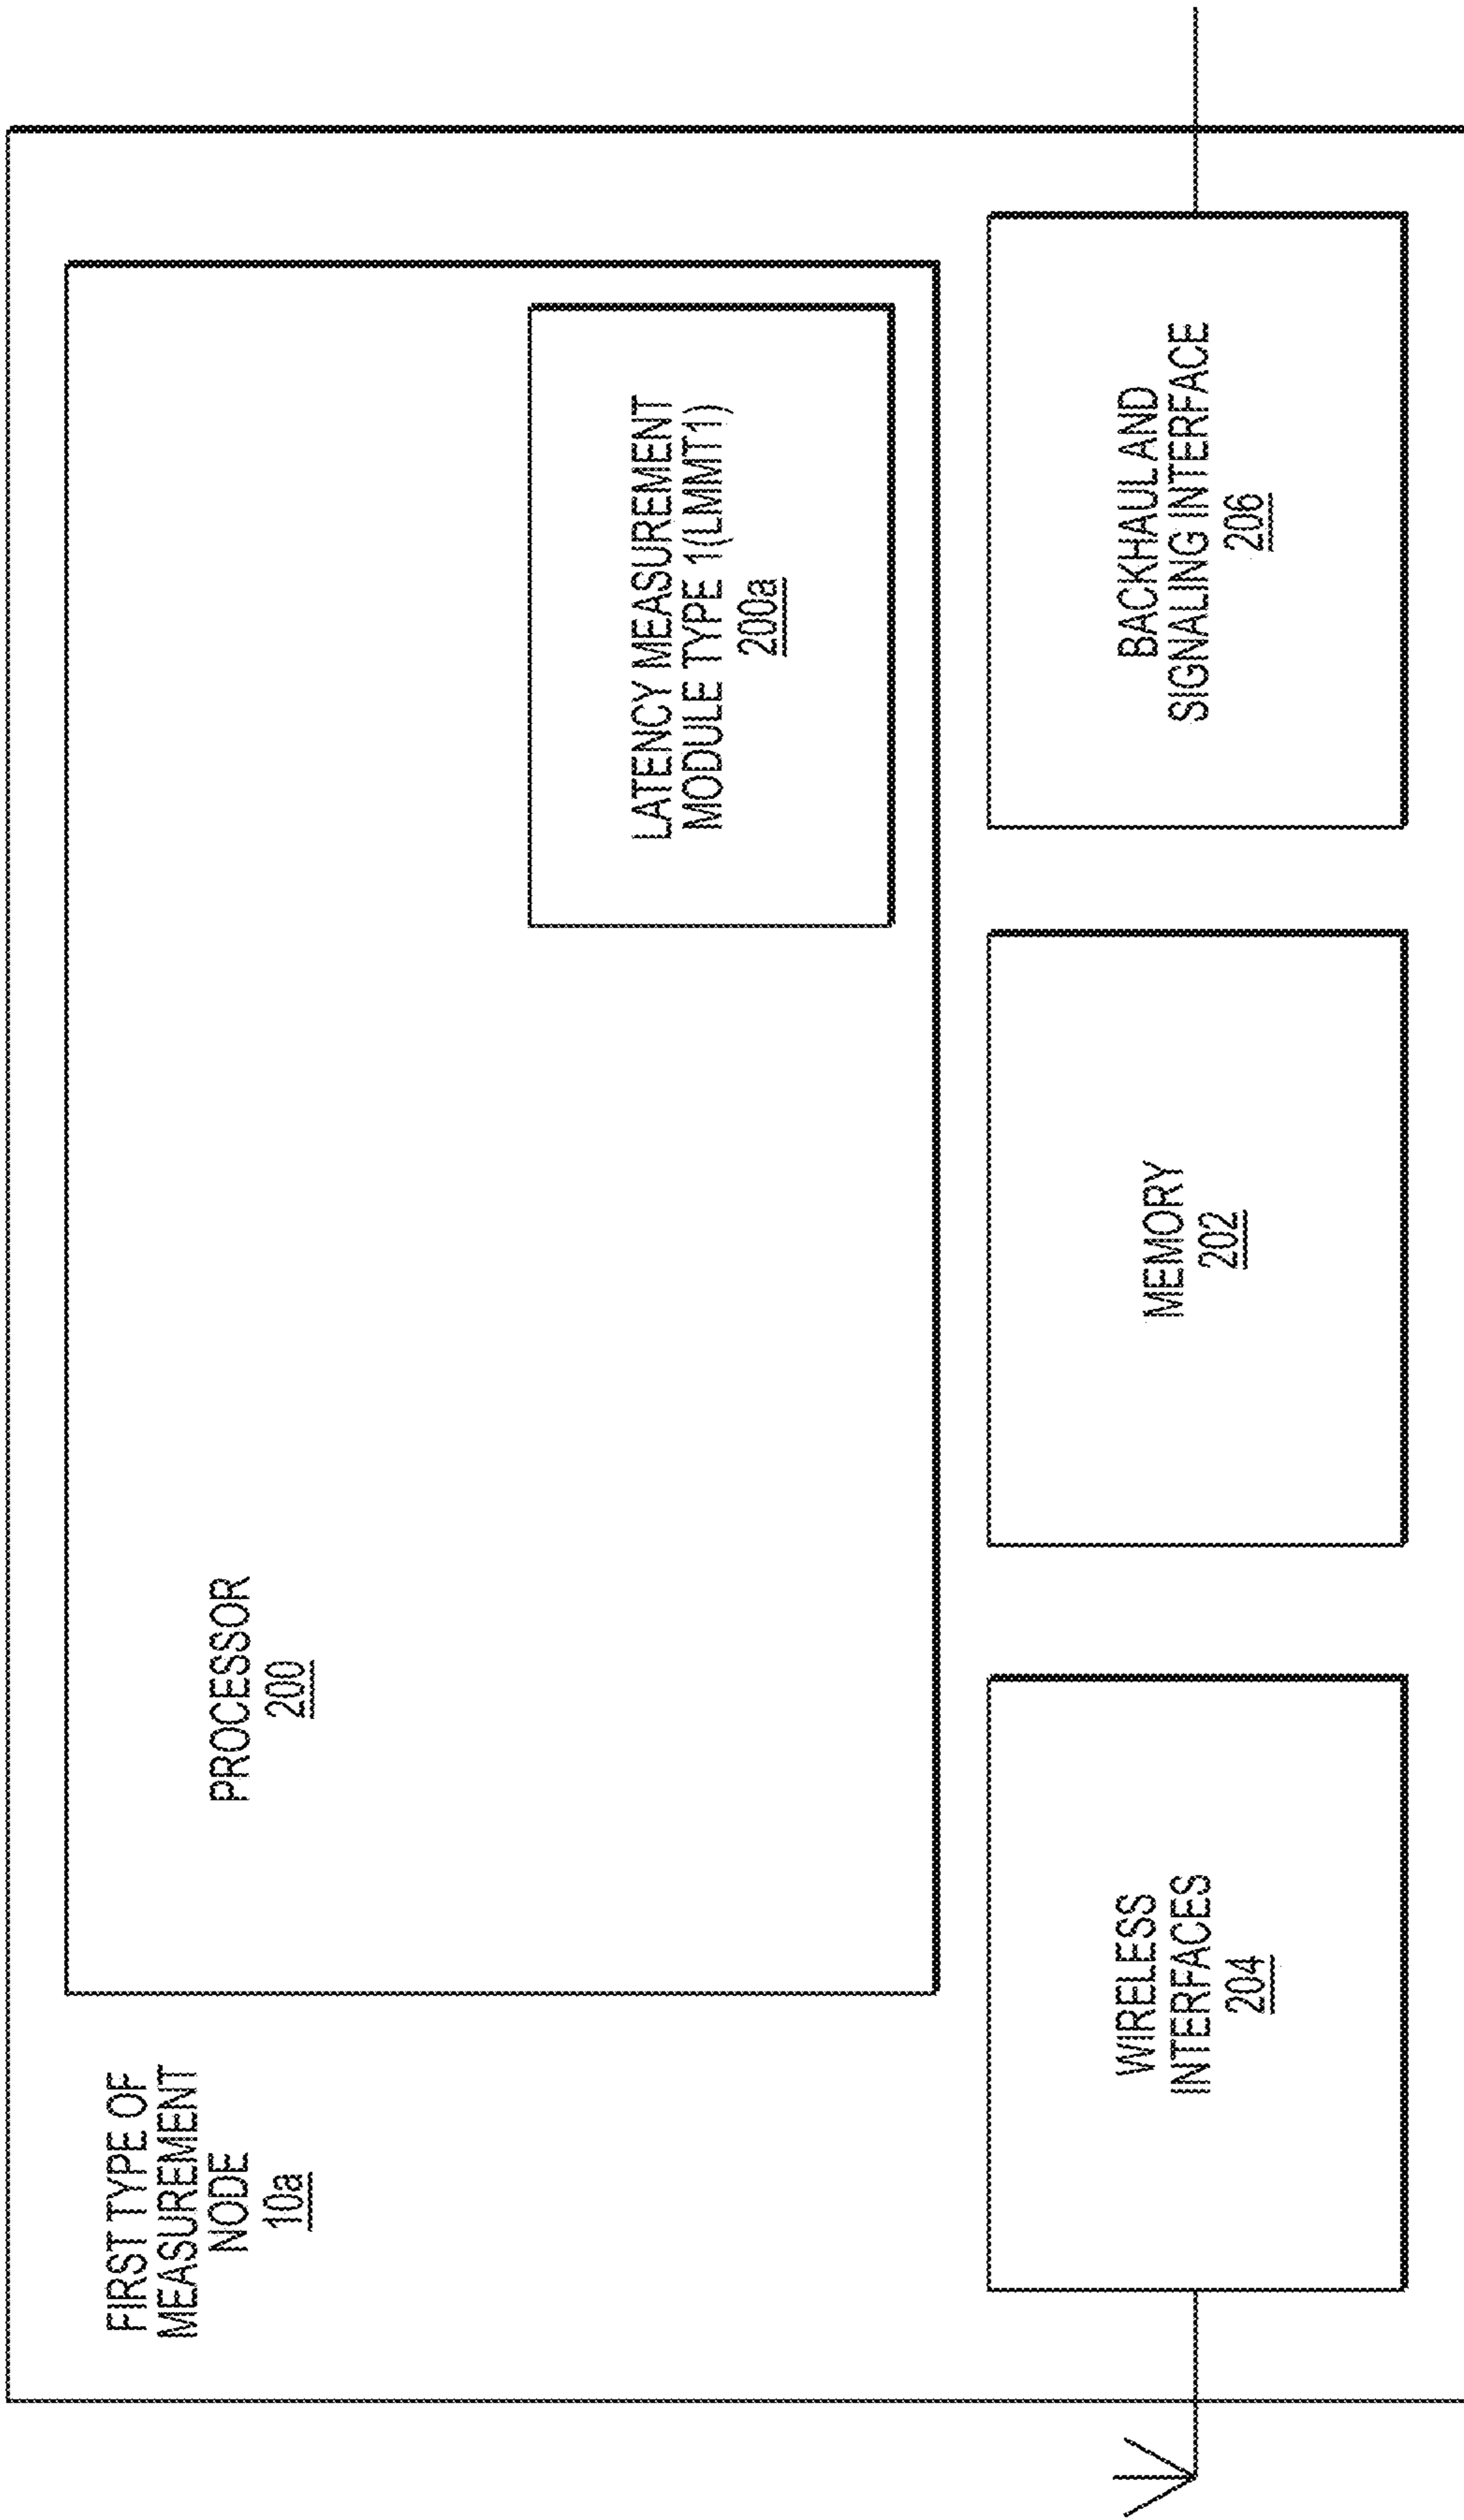 FIRST TYPE OF
MEASUREMENT
NODE
10a
PROCESSOR
200
LATENCY MEASUREMENT
MODULE TYPE 1(LMMT1)
200a
WIRELESS
INTERFACES
204
MEMORY
202
BACKHAUL AND
SIGNALING INTERFACE
206